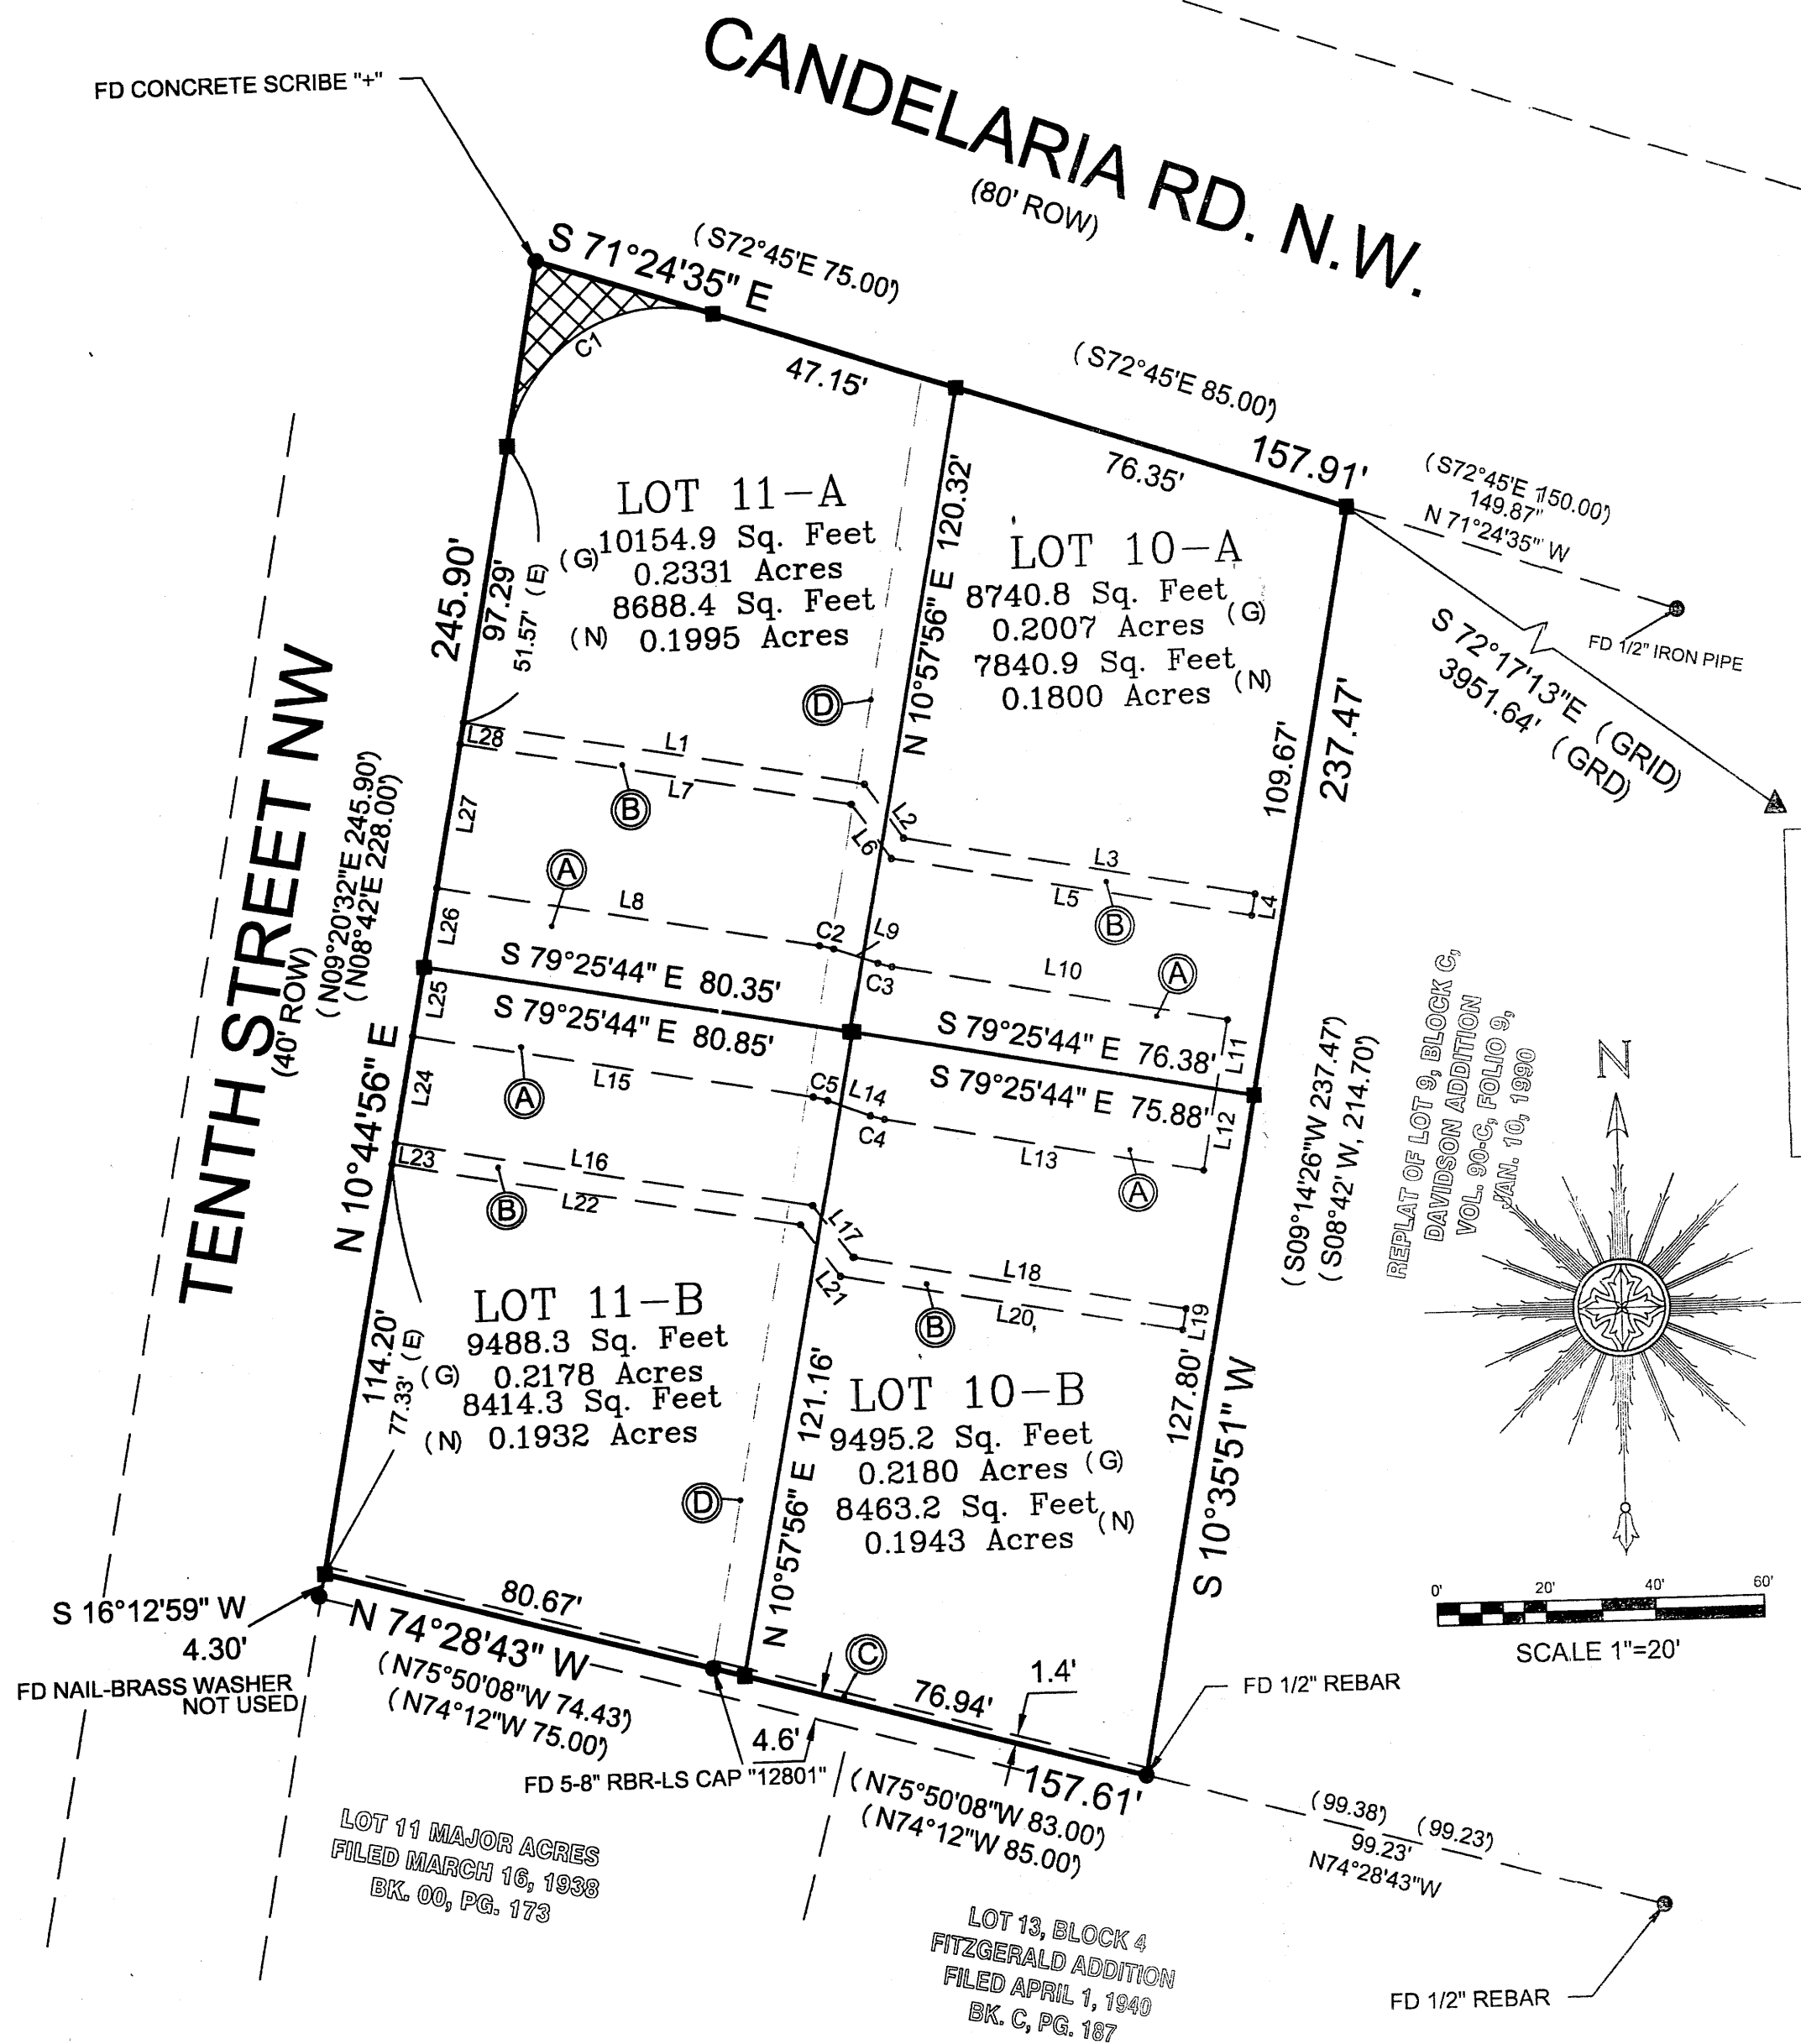 CANDELARIA RD. N.W.
(80' ROW)
FD CONCRETE SCRIBE "+"
S 71°24'35" E
(S72°45'E 75.00')
C1
47.15'
(S72°45'E 85.00')
76.35'
157.91'
(S72°45'E 150.00')
149.87"
N 71°24'35" W
FD 1/2" IRON PIPE
S 72°17'13"E (GRID)
3951.64' (GRD)
LOT 11-A
10154.9 Sq. Feet
(G)
0.2331 Acres
8688.4 Sq. Feet
(N) 0.1995 Acres
LOT 10-A
8740.8 Sq. Feet
0.2007 Acres (G)
7840.9 Sq. Feet
0.1800 Acres (N)
N 10°57'56" E 120.32'
109.67'
237.47'
245.90'
97.29'
51.57' (E)
D
L28
L1
L7
B
L2
L6
L3
L5
L4
B
L27
A
L8
L26
C2
L9
C3
L10
A
L11
TENTH STREET NW
(40' ROW)
(N09°20'32"E 245.90')
(N08°42'E 228.00')
N 10°44'56" E
S 79°25'44" E 80.35'
S 79°25'44" E 80.85'
S 79°25'44" E 76.38'
S 79°25'44" E 75.88'
L25
L24
L15
A
C5
L14
C4
L13
A
L12
L23
L16
L22
B
L17
L21
L18
L20
L19
B
(S09°14'26"W 237.47')
(S08°42' W, 214.70')
REPLAT OF LOT 9, BLOCK C,
DAVIDSON ADDITION
VOL. 90-C, FOLIO 9,
JAN. 10, 1990
N
LOT 11-B
9488.3 Sq. Feet
(G) 0.2178 Acres
8414.3 Sq. Feet
(N) 0.1932 Acres
114.20'
77.33' (E)
LOT 10-B
9495.2 Sq. Feet
0.2180 Acres (G)
8463.2 Sq. Feet
(N)
0.1943 Acres
N 10°57'56" E 121.16'
127.80'
S 10°35'51" W
D
0' 20' 40' 60'
SCALE 1"=20'
S 16°12'59" W
4.30'
FD NAIL-BRASS WASHER
NOT USED
80.67'
N 74°28'43" W
(N75°50'08"W 74.43')
(N74°12"W 75.00')
C
76.94'
1.4'
4.6'
FD 1/2" REBAR
FD 5-8" RBR-LS CAP "12801"
157.61'
(N75°50'08"W 83.00')
(N74°12"W 85.00')
(99.38') (99.23')
99.23'
N74°28'43"W
LOT 11 MAJOR ACRES
FILED MARCH 16, 1938
BK. 00, PG. 173
LOT 13, BLOCK 4
FITZGERALD ADDITION
FILED APRIL 1, 1940
BK. C, PG. 187
FD 1/2" REBAR